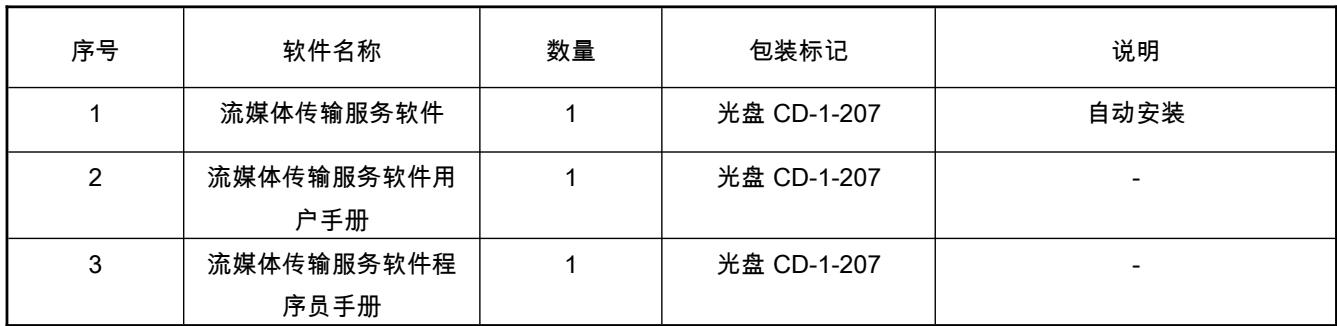 序号 软件名称 数量 包装标记 说明
1 流媒体传输服务软件 1 光盘 CD-1-207 自动安装
2 流媒体传输服务软件用 1 光盘 CD-1-207 -
户手册
3 流媒体传输服务软件程 1 光盘 CD-1-207 -
序员手册